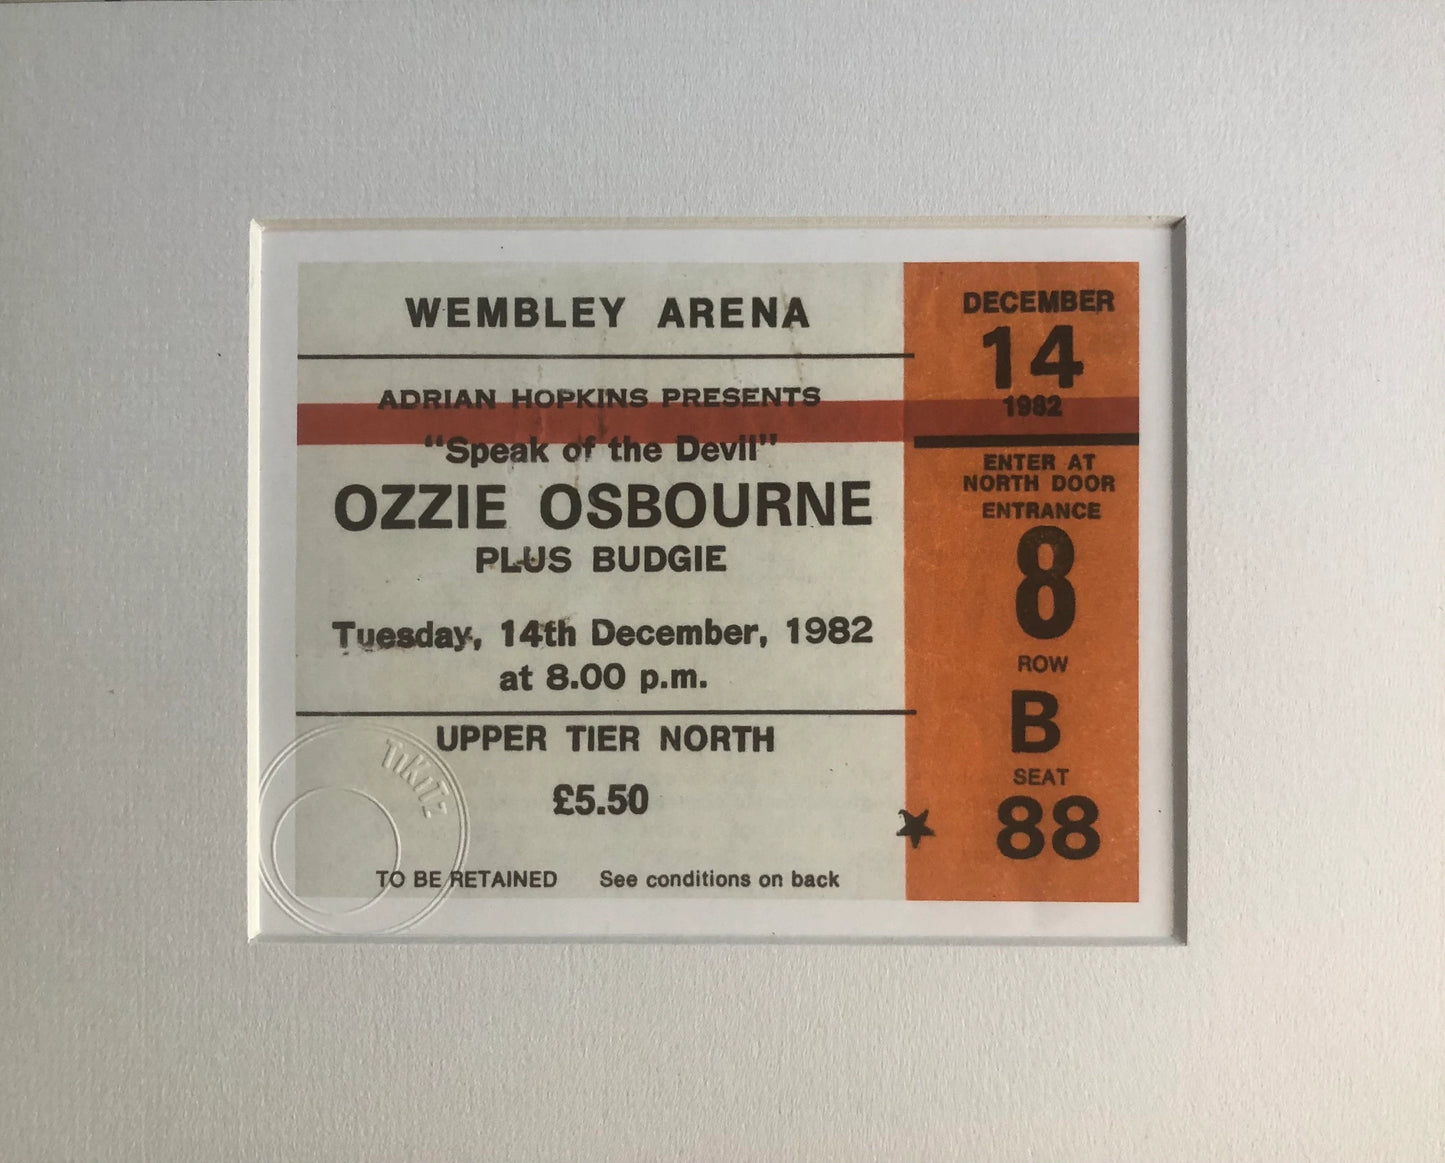 WEMBLEY ARENA
ADRIAN HOPKINS PRESENTS
"Speak of the Devil"
OZZIE OSBOURNE
PLUS BUDGIE
Tuesday, 14th December, 1982
at 8.00 p.m.
UPPER TIER NORTH
£5.50
TO BE RETAINED See conditions on back
TiKiTz
DECEMBER
14
1982
ENTER AT
NORTH DOOR
ENTRANCE
8
ROW
B
SEAT
88